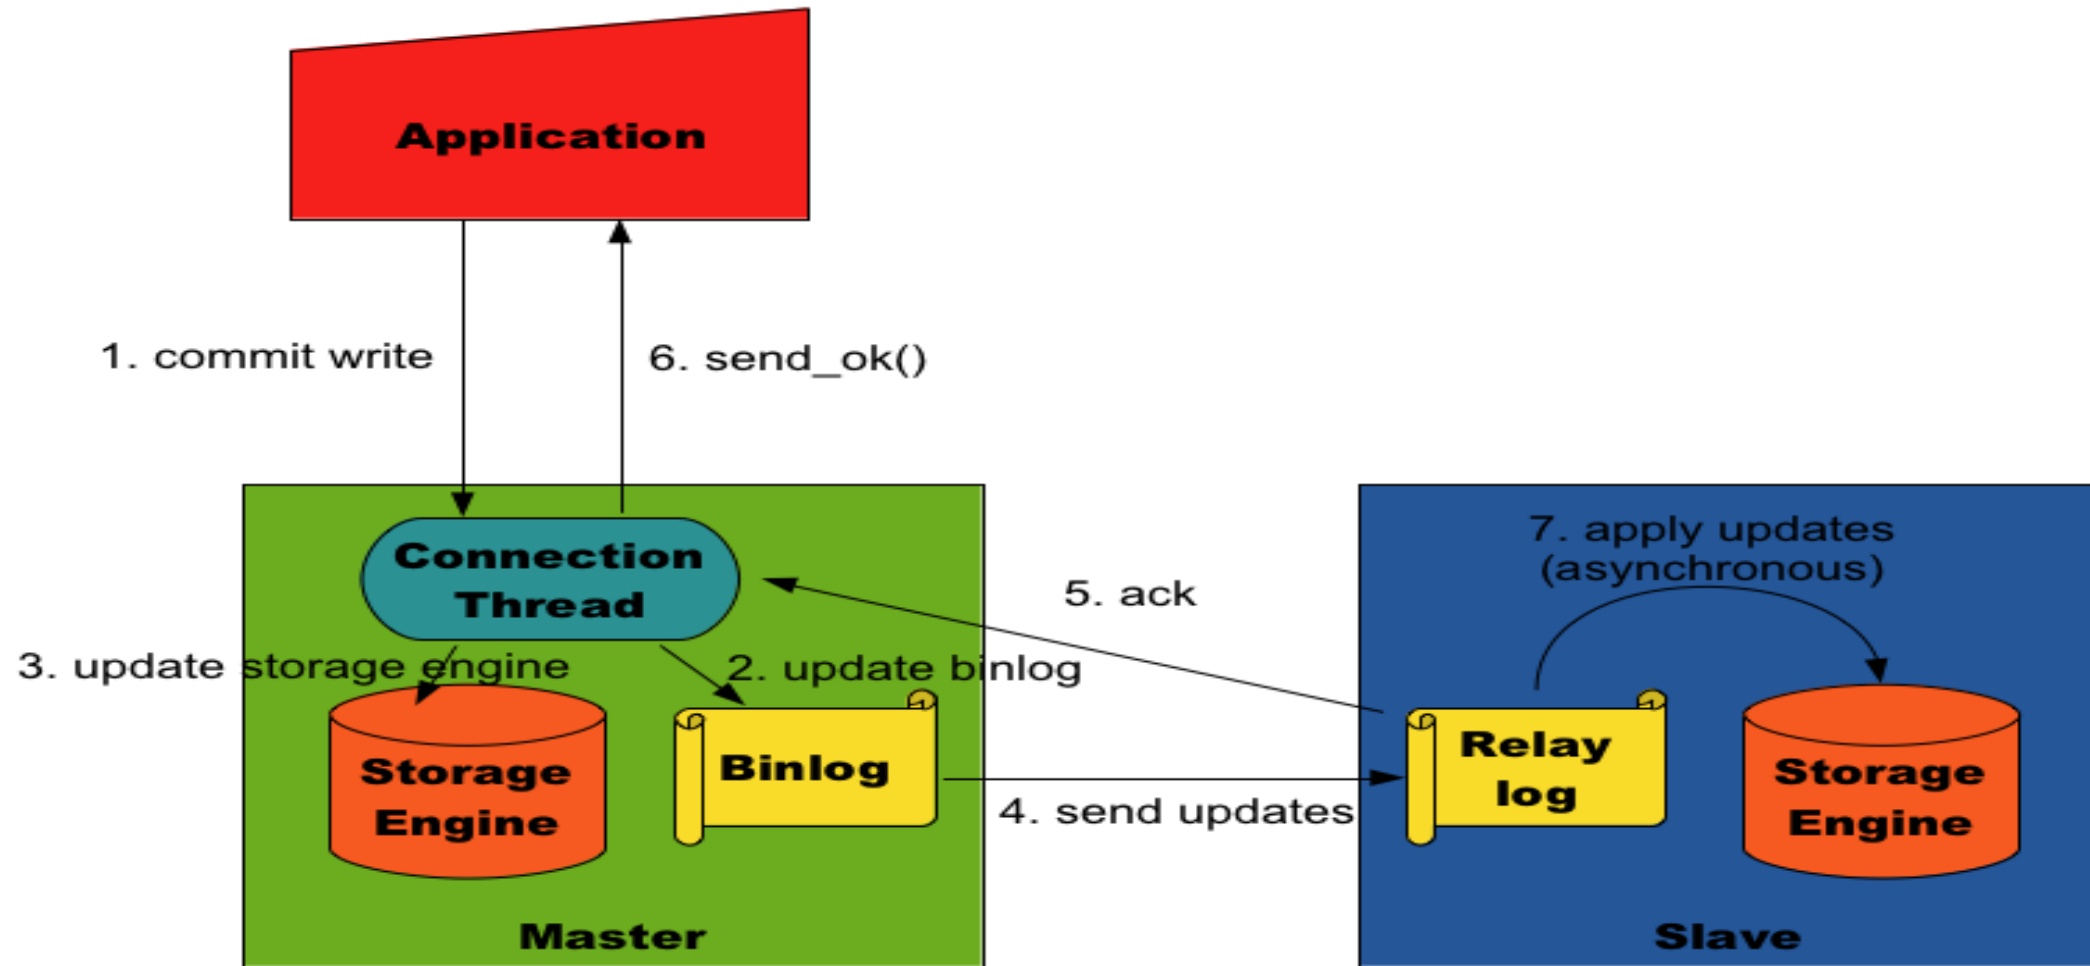 Application
1. commit write
6. send_ok()
Connection
Thread
5. ack
7. apply updates
(asynchronous)
3. update storage engine
2. update binlog
Storage
Engine
Binlog
4. send updates
Relay
log
Storage
Engine
Master
Slave